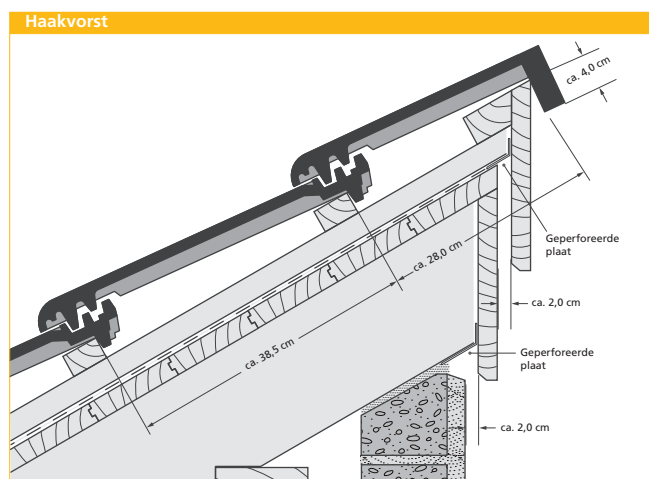 Haakvorst
ca. 4,0 cm
Geperforeerde
plaat
ca. 28,0 cm
ca. 2,0 cm
ca. 38,5 cm
Geperforeerde
plaat
ca. 2,0 cm